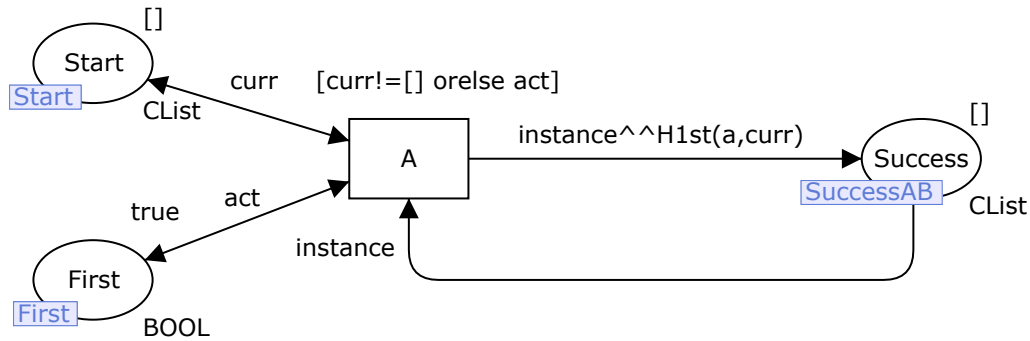 []
Start
Start
CList
curr
[curr!=[] orelse act]
A
instance^^H1st(a,curr)
[]
Success
SuccessAB
CList
act
true
instance
First
First
BOOL